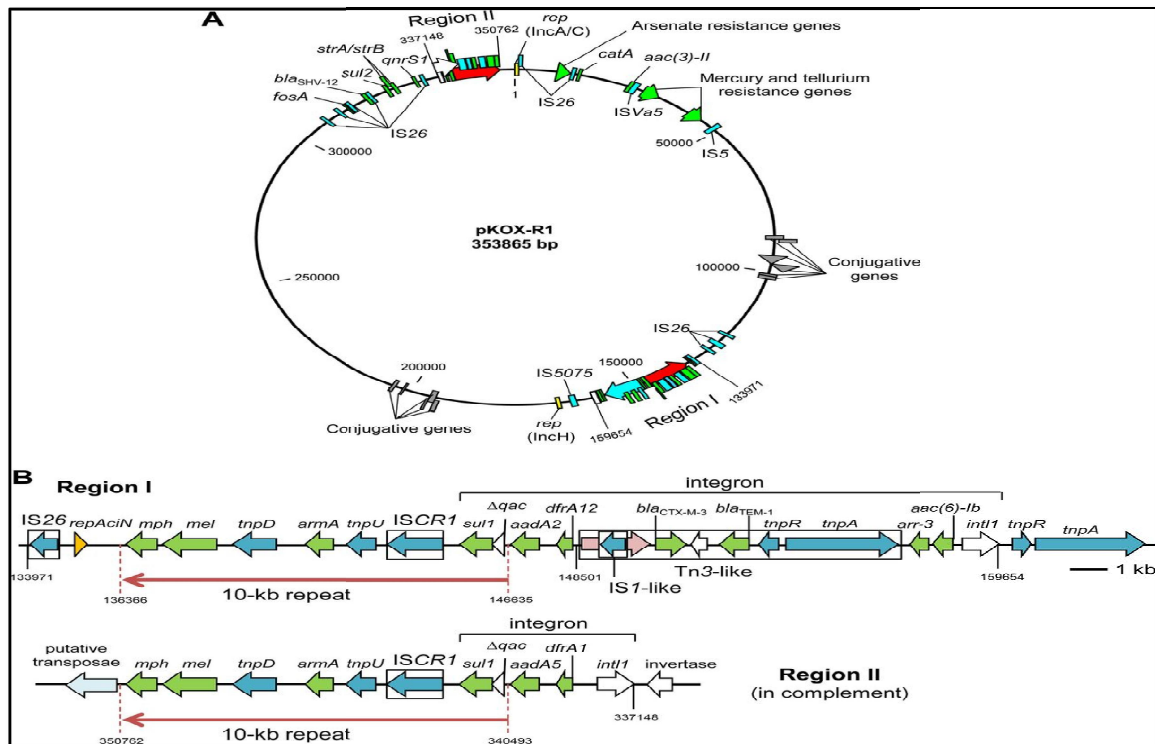 A
Region II
337148
350762
rcp
(IncA/C)
Arsenate resistance genes
catA
aac(3)-II
Mercury and tellurium
resistance genes
strA/strB
qnrS1
sul2
blaSHV-12
fosA
IS26
IS26
1
ISVa5
50000
IS5
300000
pKOX-R1
353865 bp
250000
100000
Conjugative
genes
IS26
150000
133971
200000
IS5075
Region I
Conjugative genes
rep
(IncH)
159654
B
Region I
integron
IS26
repAciN
mph
mel
tnpD
armA
tnpU
ISCR1
sul1
Δqac
aadA2
dfrA12
blaCTX-M-3
blaTEM-1
tnpR
tnpA
arr-3
aac(6)-Ib
intI1
tnpR
tnpA
133971
136366
10-kb repeat
146635
148501
IS1-like
Tn3-like
159654
1 kb
integron
putative
transposae
mph
mel
tnpD
armA
tnpU
ISCR1
sul1
Δqac
aadA5
dfrA1
intI1
invertase
Region II
(in complement)
337148
350762
10-kb repeat
340493